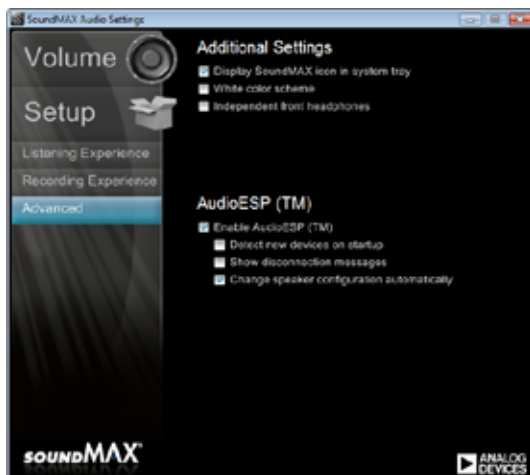 SoundMAX Audio Settings
Volume
Setup
Listening Experience
Recording Experience
Advanced
Additional Settings
Display SoundMAX icon in system tray
White color scheme
Independent front headphones
AudioESP (TM)
Enable AudioESP (TM)
Detect new devices on startup
Show disconnection messages
Change speaker configuration automatically
SOUNDMAX®
ANALOG
DEVICES